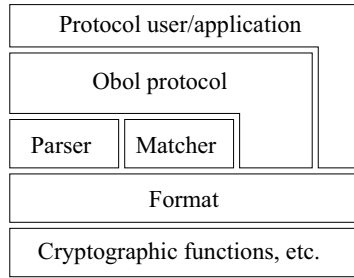 Protocol user/application
Obol protocol
Parser Matcher
Format
Cryptographic functions, etc.